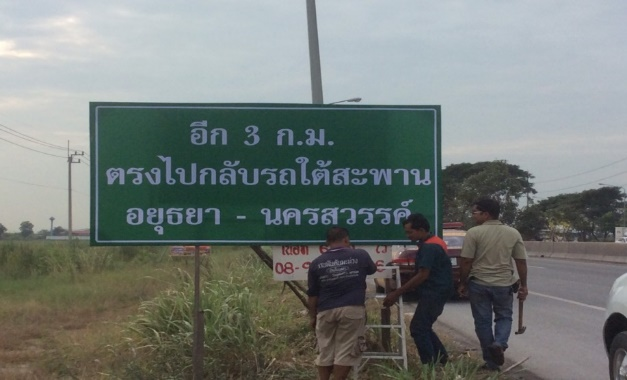 อีก 3 ก.ม.
ตรงไปกลับรถใต้สะพาน
อยุธยา - นครสวรรค์